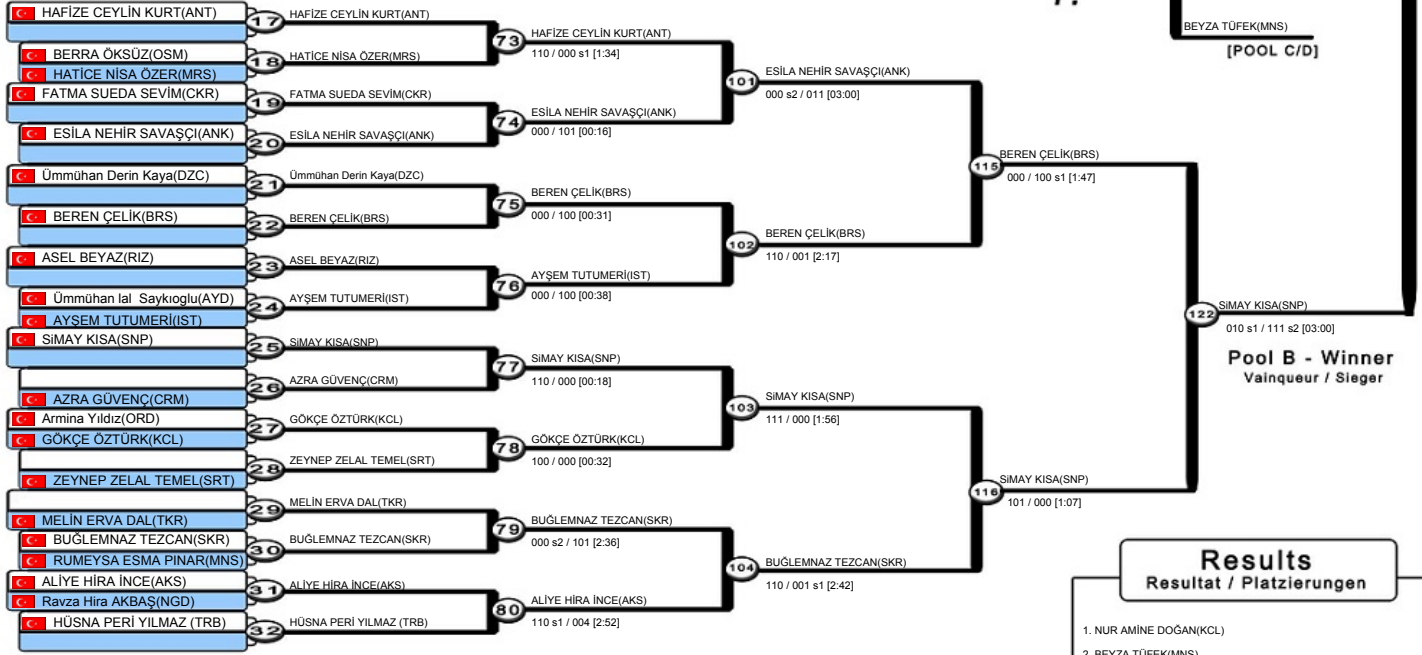 HAFİZE CEYLİN KURT(ANT)
BERRA ÖKSÜZ(OSM)
HATİCE NİSA ÖZER(MRS)
FATMA SUEDA SEVİM(CKR)
ESİLA NEHİR SAVAŞÇI(ANK)
Ümmühan Derin Kaya(DZC)
BEREN ÇELİK(BRS)
ASEL BEYAZ(RIZ)
Ümmühan lal Saykıoglu(AYD)
AYŞEM TUTUMERİ(IST)
SiMAY KISA(SNP)
AZRA GÜVENÇ(CRM)
Armina Yıldız(ORD)
GÖKÇE ÖZTÜRK(KCL)
ZEYNEP ZELAL TEMEL(SRT)
MELİN ERVA DAL(TKR)
BUĞLEMNAZ TEZCAN(SKR)
RUMEYSA ESMA PINAR(MNS)
ALİYE HİRA İNCE(AKS)
Ravza Hira AKBAŞ(NGD)
HÜSNA PERİ YILMAZ (TRB)
17 HAFİZE CEYLİN KURT(ANT)
18 HATİCE NİSA ÖZER(MRS)
19 FATMA SUEDA SEVİM(CKR)
20 ESİLA NEHİR SAVAŞÇI(ANK)
21 Ümmühan Derin Kaya(DZC)
22 BEREN ÇELİK(BRS)
23 ASEL BEYAZ(RIZ)
24 AYŞEM TUTUMERİ(IST)
25 SiMAY KISA(SNP)
26 AZRA GÜVENÇ(CRM)
27 GÖKÇE ÖZTÜRK(KCL)
28 ZEYNEP ZELAL TEMEL(SRT)
29 MELİN ERVA DAL(TKR)
30 BUĞLEMNAZ TEZCAN(SKR)
31 ALİYE HİRA İNCE(AKS)
32 HÜSNA PERİ YILMAZ (TRB)
73 HAFİZE CEYLİN KURT(ANT)
110 / 000 s1 [1:34]
74 ESİLA NEHİR SAVAŞÇI(ANK)
000 / 101 [00:16]
75 BEREN ÇELİK(BRS)
000 / 100 [00:31]
76 AYŞEM TUTUMERİ(IST)
000 / 100 [00:38]
77 SiMAY KISA(SNP)
110 / 000 [00:18]
78 GÖKÇE ÖZTÜRK(KCL)
100 / 000 [00:32]
79 BUĞLEMNAZ TEZCAN(SKR)
000 s2 / 101 [2:36]
80 ALİYE HİRA İNCE(AKS)
110 s1 / 004 [2:52]
101 ESİLA NEHİR SAVAŞÇI(ANK)
000 s2 / 011 [03:00]
102 BEREN ÇELİK(BRS)
110 / 001 [2:17]
103 SiMAY KISA(SNP)
111 / 000 [1:56]
104 BUĞLEMNAZ TEZCAN(SKR)
110 / 001 s1 [2:42]
115 BEREN ÇELİK(BRS)
000 / 100 s1 [1:47]
116 SiMAY KISA(SNP)
101 / 000 [1:07]
122 SiMAY KISA(SNP)
010 s1 / 111 s2 [03:00]
Pool B - Winner
Vainqueur / Sieger
BEYZA TÜFEK(MNS)
[POOL C/D]
Results
Resultat / Platzierungen
1. NUR AMİNE DOĞAN(KCL)
2. BEYZA TÜFEK(MNS)